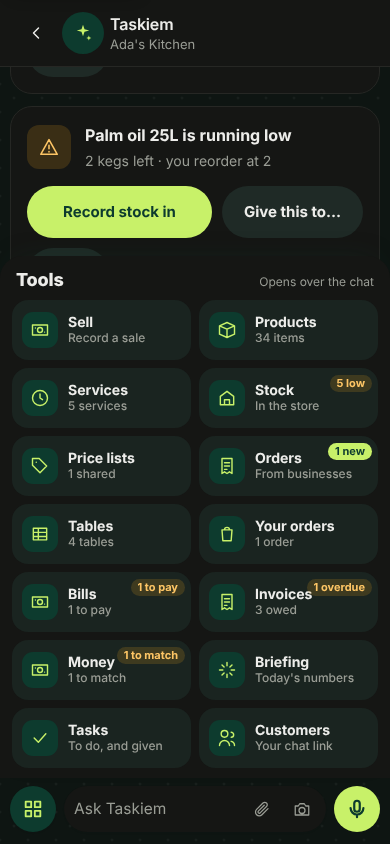 Taskiem
Ada's Kitchen
Palm oil 25L is running low
2 kegs left · you reorder at 2
Record stock in
Give this to...
Tools
Opens over the chat
Sell
Record a sale
Products
34 items
Services
5 services
Stock
In the store
5 low
Price lists
1 shared
Orders
From businesses
1 new
Tables
4 tables
Your orders
1 order
Bills
1 to pay
1 to pay
Invoices
3 owed
1 overdue
Money
1 to match
1 to match
Briefing
Today's numbers
Tasks
To do, and given
Customers
Your chat link
Ask Taskiem